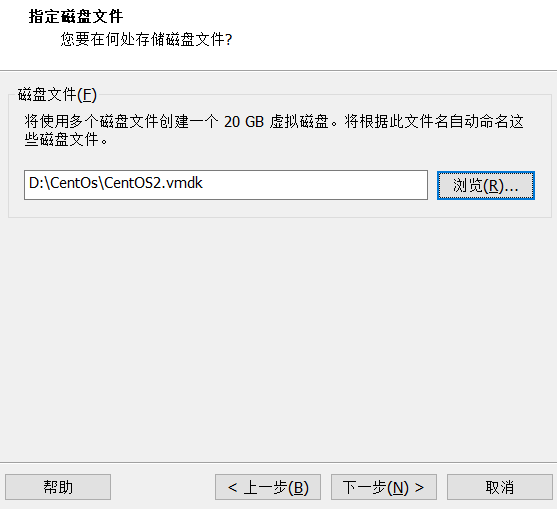 指定磁盘文件
您要在何处存储磁盘文件?
磁盘文件(F)
将使用多个磁盘文件创建一个 20 GB 虚拟磁盘。将根据此文件名自动命名这
些磁盘文件。
D:\CentOs\CentOS2.vmdk
浏览(R)...
帮助
< 上一步(B)
下一步(N) >
取消